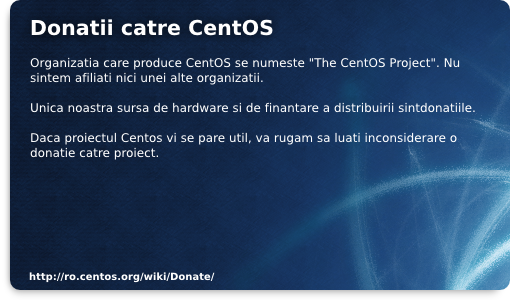 Donatii catre CentOS
Organizatia care produce CentOS se numeste "The CentOS Project". Nu
sintem afiliati nici unei alte organizatii.
Unica noastra sursa de hardware si de finantare a distribuirii sintdonatiile.
Daca proiectul Centos vi se pare util, va rugam sa luati inconsiderare o
donatie catre proiect.
http://ro.centos.org/wiki/Donate/